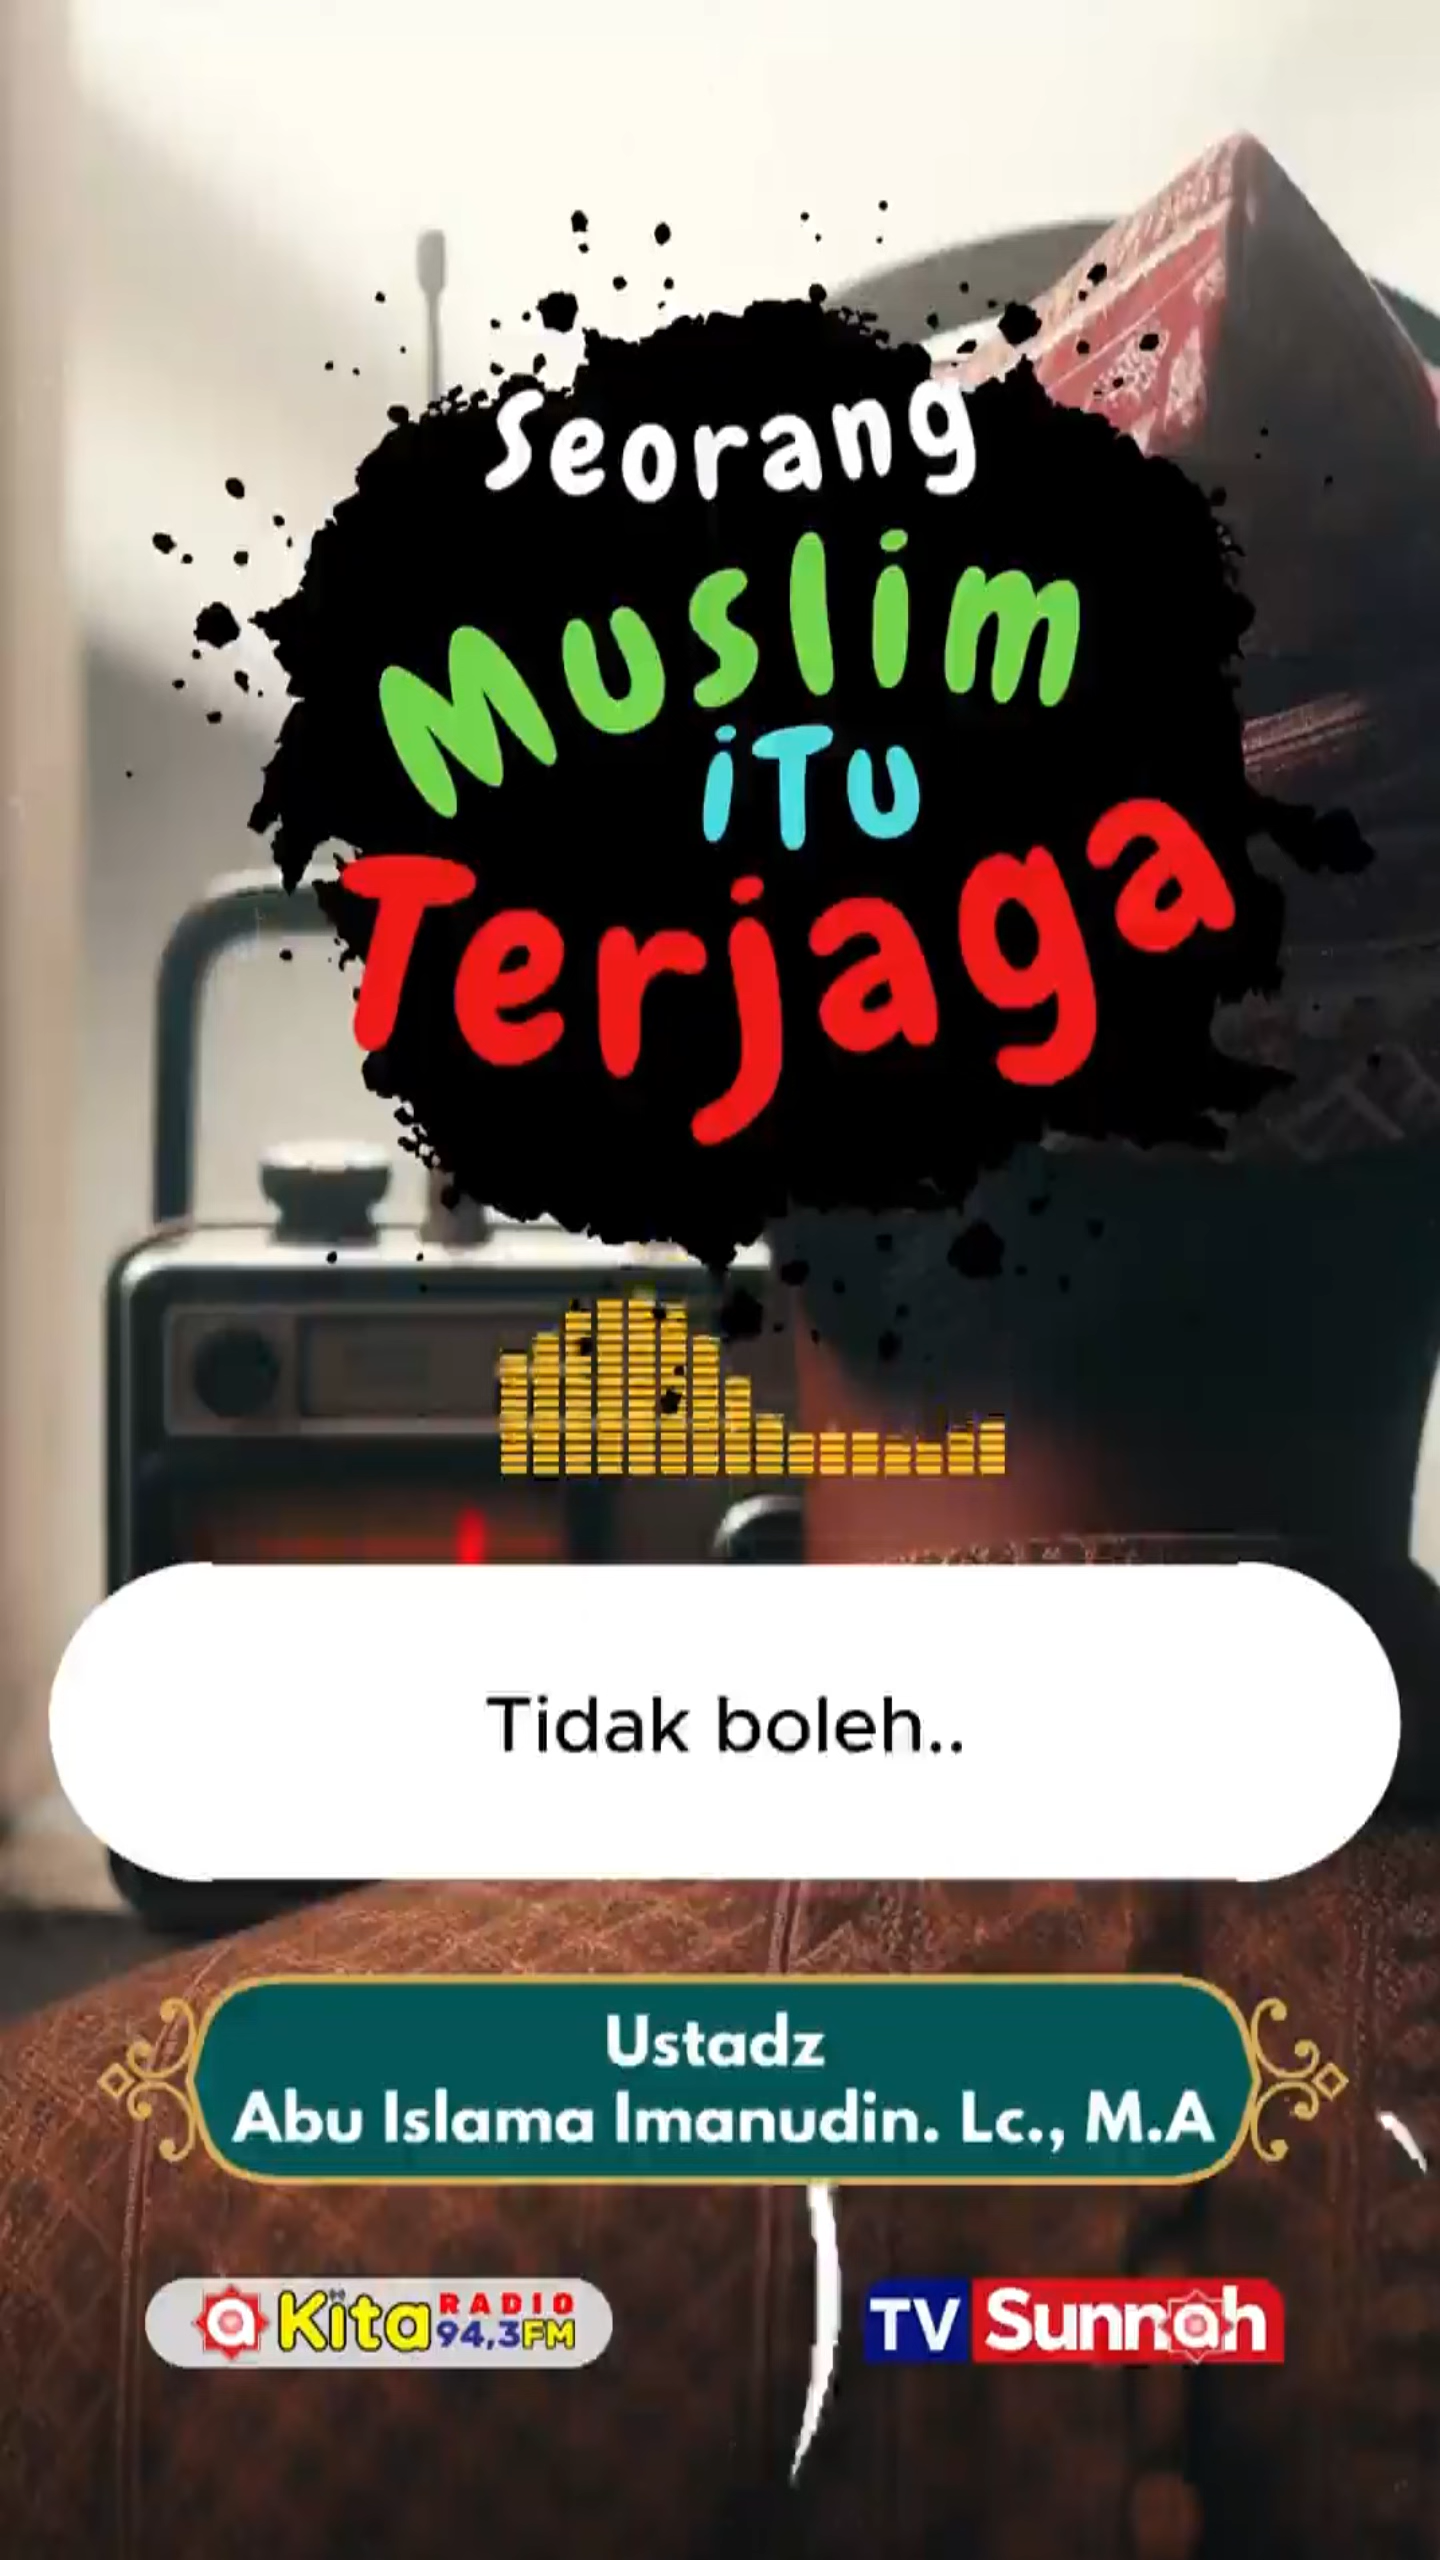 Seorang
Muslim
iTU
Terjaga
Tidak boleh..
Ustadz
Abu Islama Imanudin. Lc., M.A
Kita RADIO
94,3FM
TV Sunnah